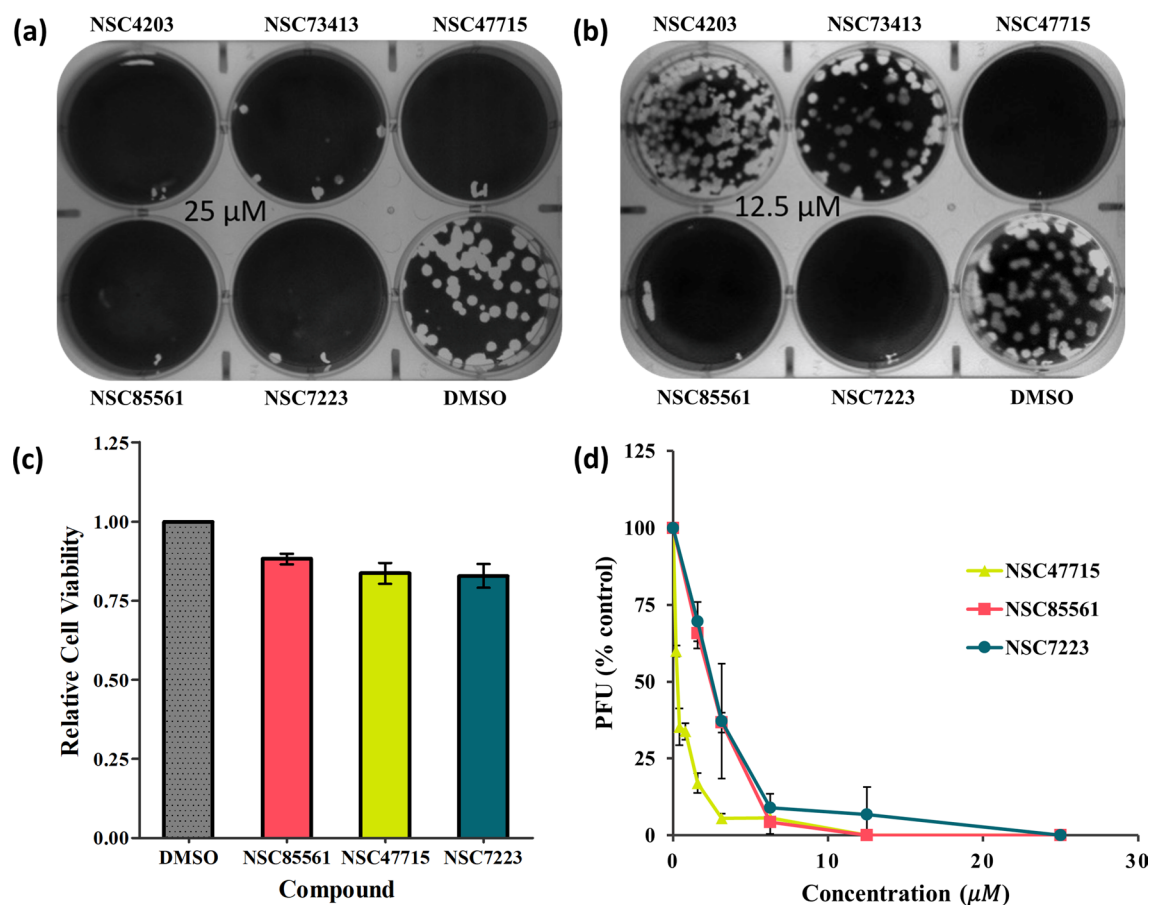 (a)
NSC4203 NSC73413 NSC47715
25 µM
NSC85561 NSC7223 DMSO
(b)
NSC4203 NSC73413 NSC47715
12.5 µM
NSC85561 NSC7223 DMSO
(c)
Relative Cell Viability
1.25
1.00
0.75
0.50
0.25
0.00
DMSO NSC85561 NSC47715 NSC7223
Compound
(d)
PFU (% control)
125
100
75
50
25
0
NSC47715
NSC85561
NSC7223
0 10 20 30
Concentration (µM)